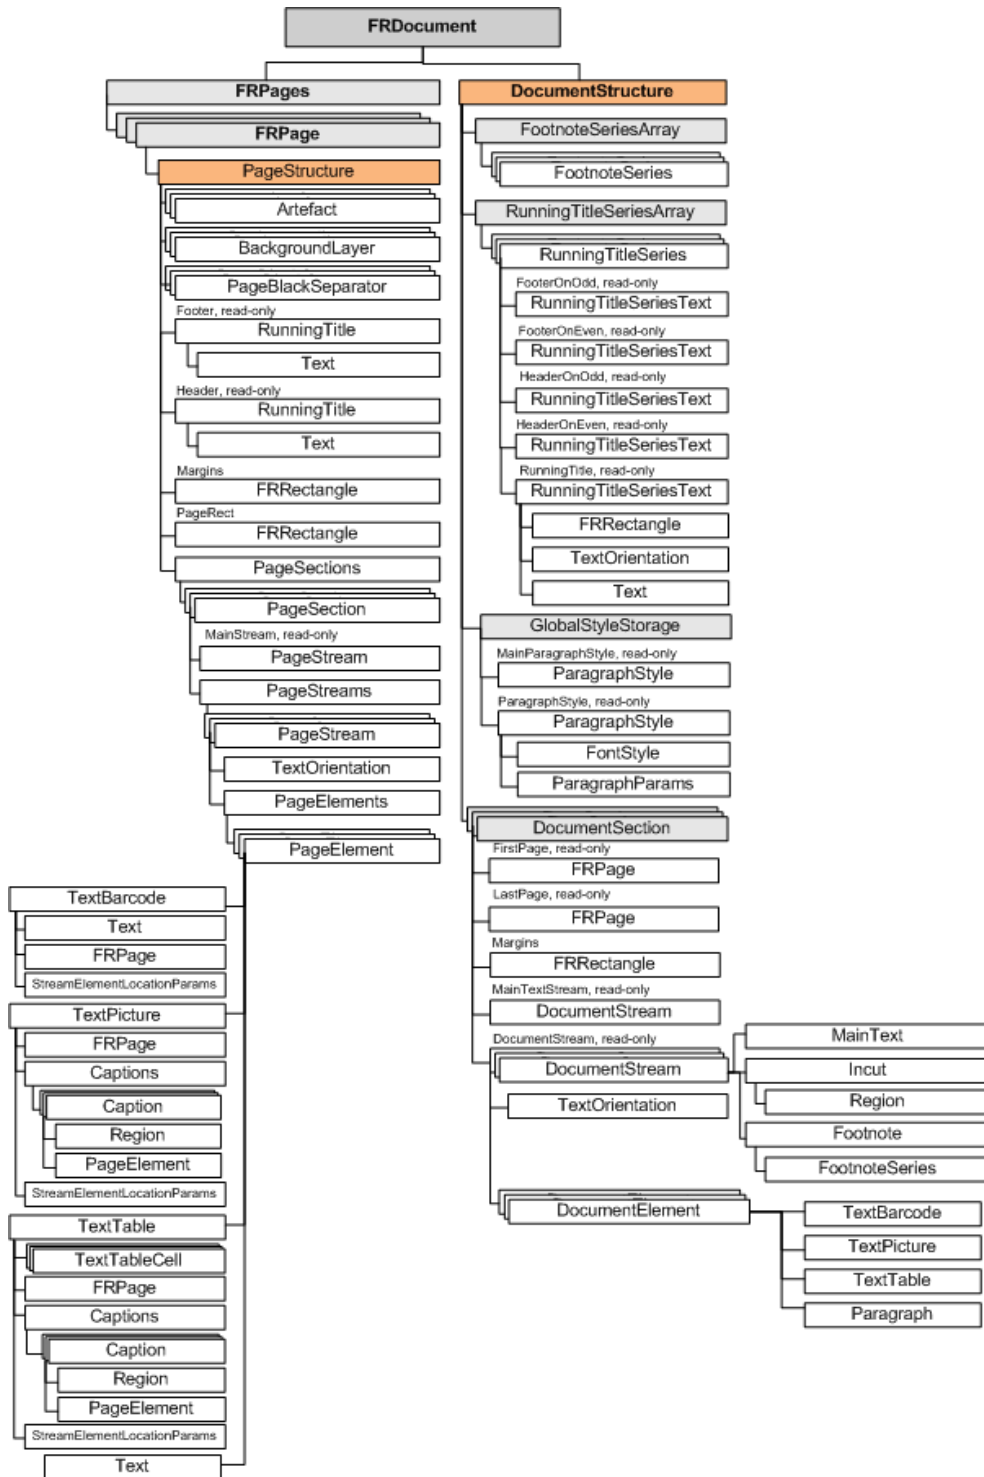 FRDocument
FRPages
FRPage
PageStructure
Artefact
BackgroundLayer
PageBlackSeparator
Footer, read-only
RunningTitle
Text
Header, read-only
RunningTitle
Text
Margins
FRRectangle
PageRect
FRRectangle
PageSections
PageSection
MainStream, read-only
PageStream
PageStreams
PageStream
TextOrientation
PageElements
PageElement
TextBarcode
Text
FRPage
StreamElementLocationParams
TextPicture
FRPage
Captions
Caption
Region
PageElement
StreamElementLocationParams
TextTable
TextTableCell
FRPage
Captions
Caption
Region
PageElement
StreamElementLocationParams
Text
DocumentStructure
FootnoteSeriesArray
FootnoteSeries
RunningTitleSeriesArray
RunningTitleSeries
FooterOnOdd, read-only
RunningTitleSeriesText
FooterOnEven, read-only
RunningTitleSeriesText
HeaderOnOdd, read-only
RunningTitleSeriesText
HeaderOnEven, read-only
RunningTitleSeriesText
RunningTitle, read-only
RunningTitleSeriesText
FRRectangle
TextOrientation
Text
GlobalStyleStorage
MainParagraphStyle, read-only
ParagraphStyle
ParagraphStyle, read-only
ParagraphStyle
FontStyle
ParagraphParams
DocumentSection
FirstPage, read-only
FRPage
LastPage, read-only
FRPage
Margins
FRRectangle
MainTextStream, read-only
DocumentStream
DocumentStream, read-only
DocumentStream
TextOrientation
DocumentElement
MainText
Incut
Region
Footnote
FootnoteSeries
TextBarcode
TextPicture
TextTable
Paragraph